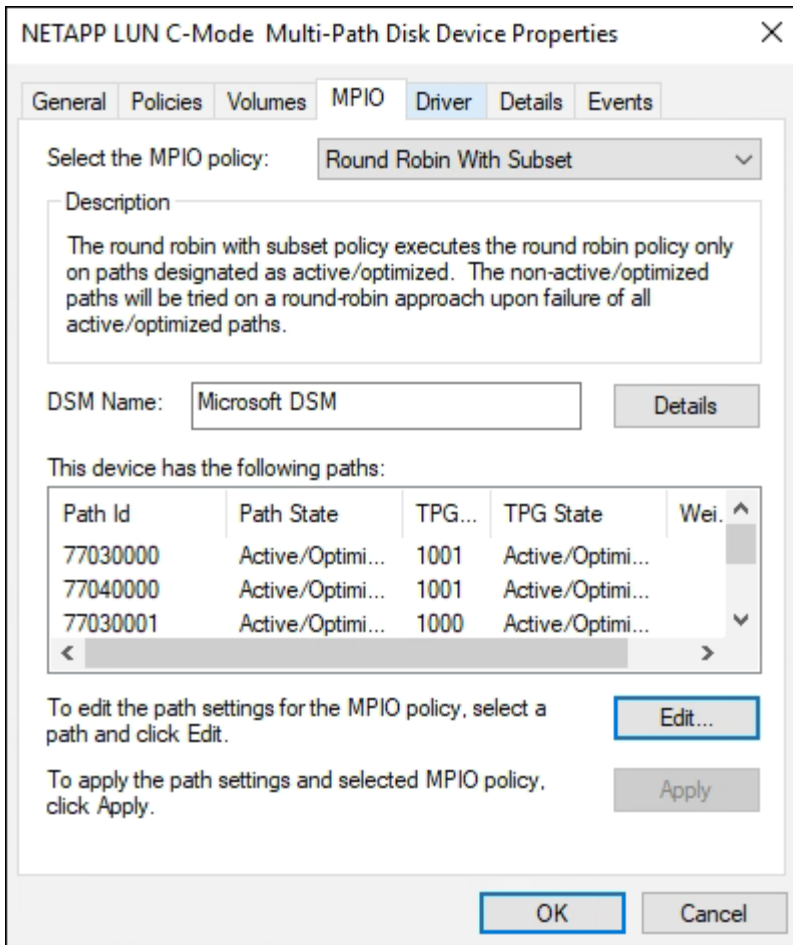 NETAPP LUN C-Mode  Multi-Path Disk Device Properties
General Policies Volumes MPIO Driver Details Events
Select the MPIO policy: Round Robin With Subset
Description
The round robin with subset policy executes the round robin policy only
on paths designated as active/optimized.  The non-active/optimized
paths will be tried on a round-robin approach upon failure of all
active/optimized paths.
DSM Name: Microsoft DSM Details
This device has the following paths:
Path Id Path State TPG... TPG State Wei.
77030000 Active/Optimi... 1001 Active/Optimi...
77040000 Active/Optimi... 1001 Active/Optimi...
77030001 Active/Optimi... 1000 Active/Optimi...
To edit the path settings for the MPIO policy, select a
path and click Edit.
Edit...
To apply the path settings and selected MPIO policy,
click Apply.
Apply
OK Cancel